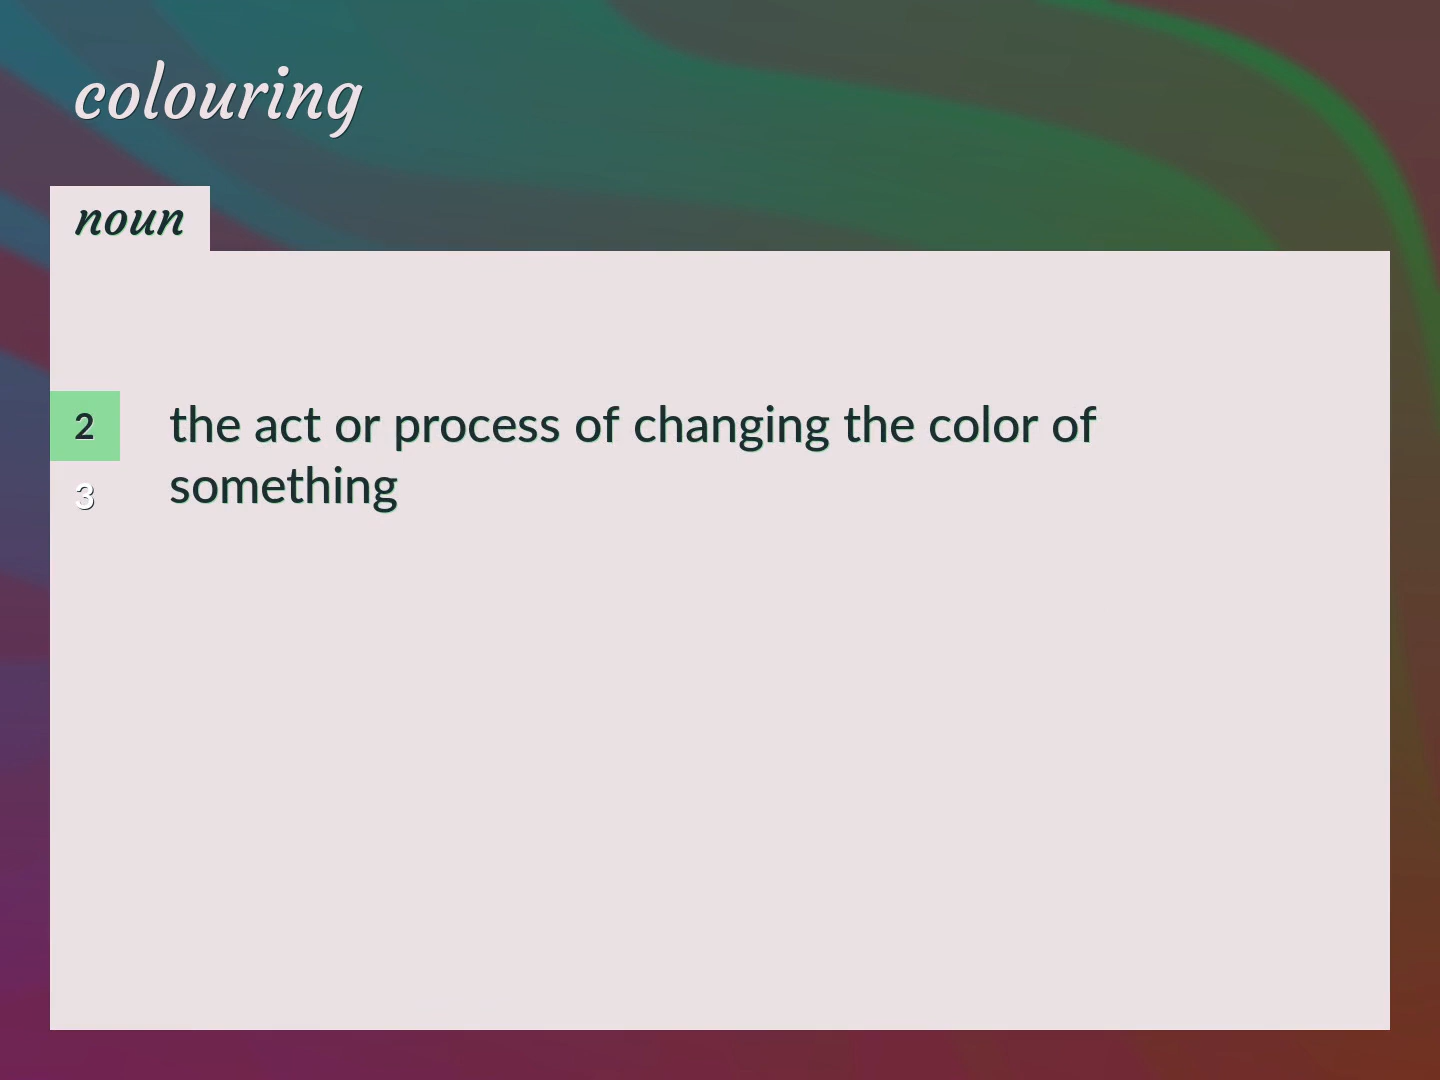 colouring
noun
2
the act or process of changing the color of
something
3